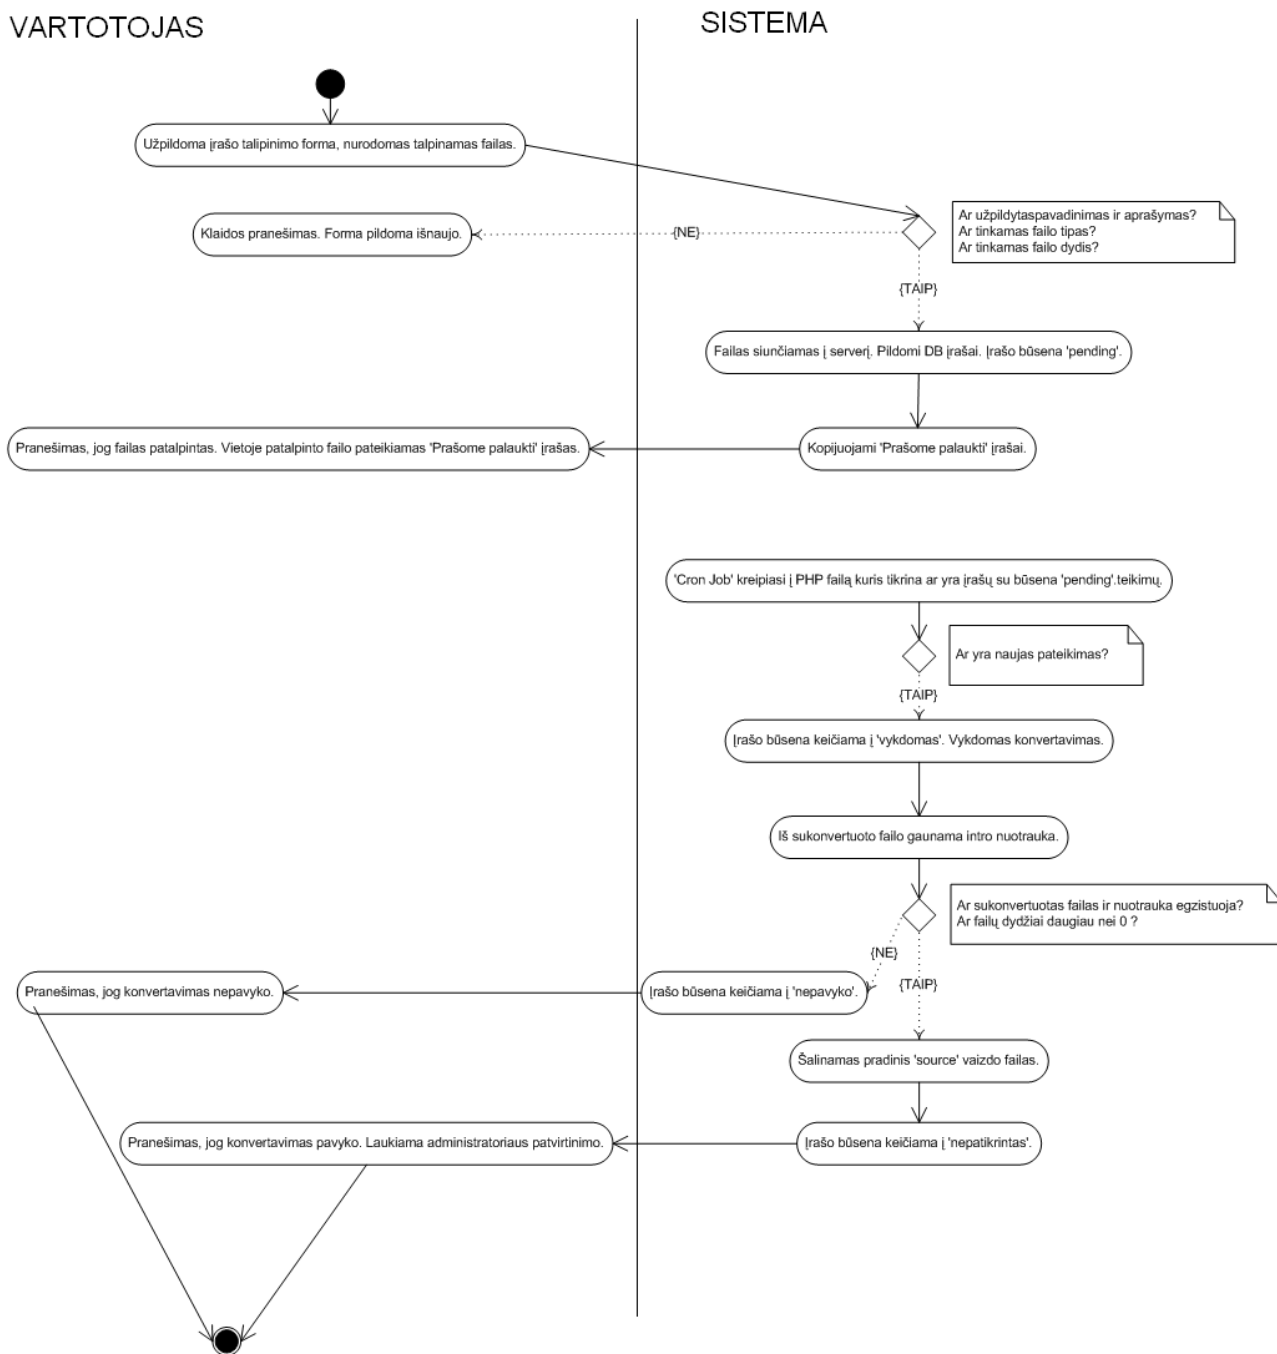 VARTOTOJAS
SISTEMA
Užpildoma įrašo talipinimo forma, nurodomas talpinamas failas.
Ar užpildytaspavadinimas ir aprašymas?
Ar tinkamas failo tipas?
Ar tinkamas failo dydis?
Klaidos pranešimas. Forma pildoma išnaujo.
{NE}
{TAIP}
Failas siunčiamas į serverį. Pildomi DB įrašai. Įrašo būsena 'pending'.
Pranešimas, jog failas patalpintas. Vietoje patalpinto failo pateikiamas 'Prašome palaukti' įrašas.
Kopijuojami 'Prašome palaukti' įrašai.
'Cron Job' kreipiasi į PHP failą kuris tikrina ar yra įrašų su būsena 'pending'.teikimų.
Ar yra naujas pateikimas?
{TAIP}
Įrašo būsena keičiama į 'vykdomas'. Vykdomas konvertavimas.
Iš sukonvertuoto failo gaunama intro nuotrauka.
Ar sukonvertuotas failas ir nuotrauka egzistuoja?
Ar failų dydžiai daugiau nei 0 ?
{NE}
{TAIP}
Pranešimas, jog konvertavimas nepavyko.
Įrašo būsena keičiama į 'nepavyko'.
Šalinamas pradinis 'source' vaizdo failas.
Pranešimas, jog konvertavimas pavyko. Laukiama administratoriaus patvirtinimo.
Įrašo būsena keičiama į 'nepatikrintas'.